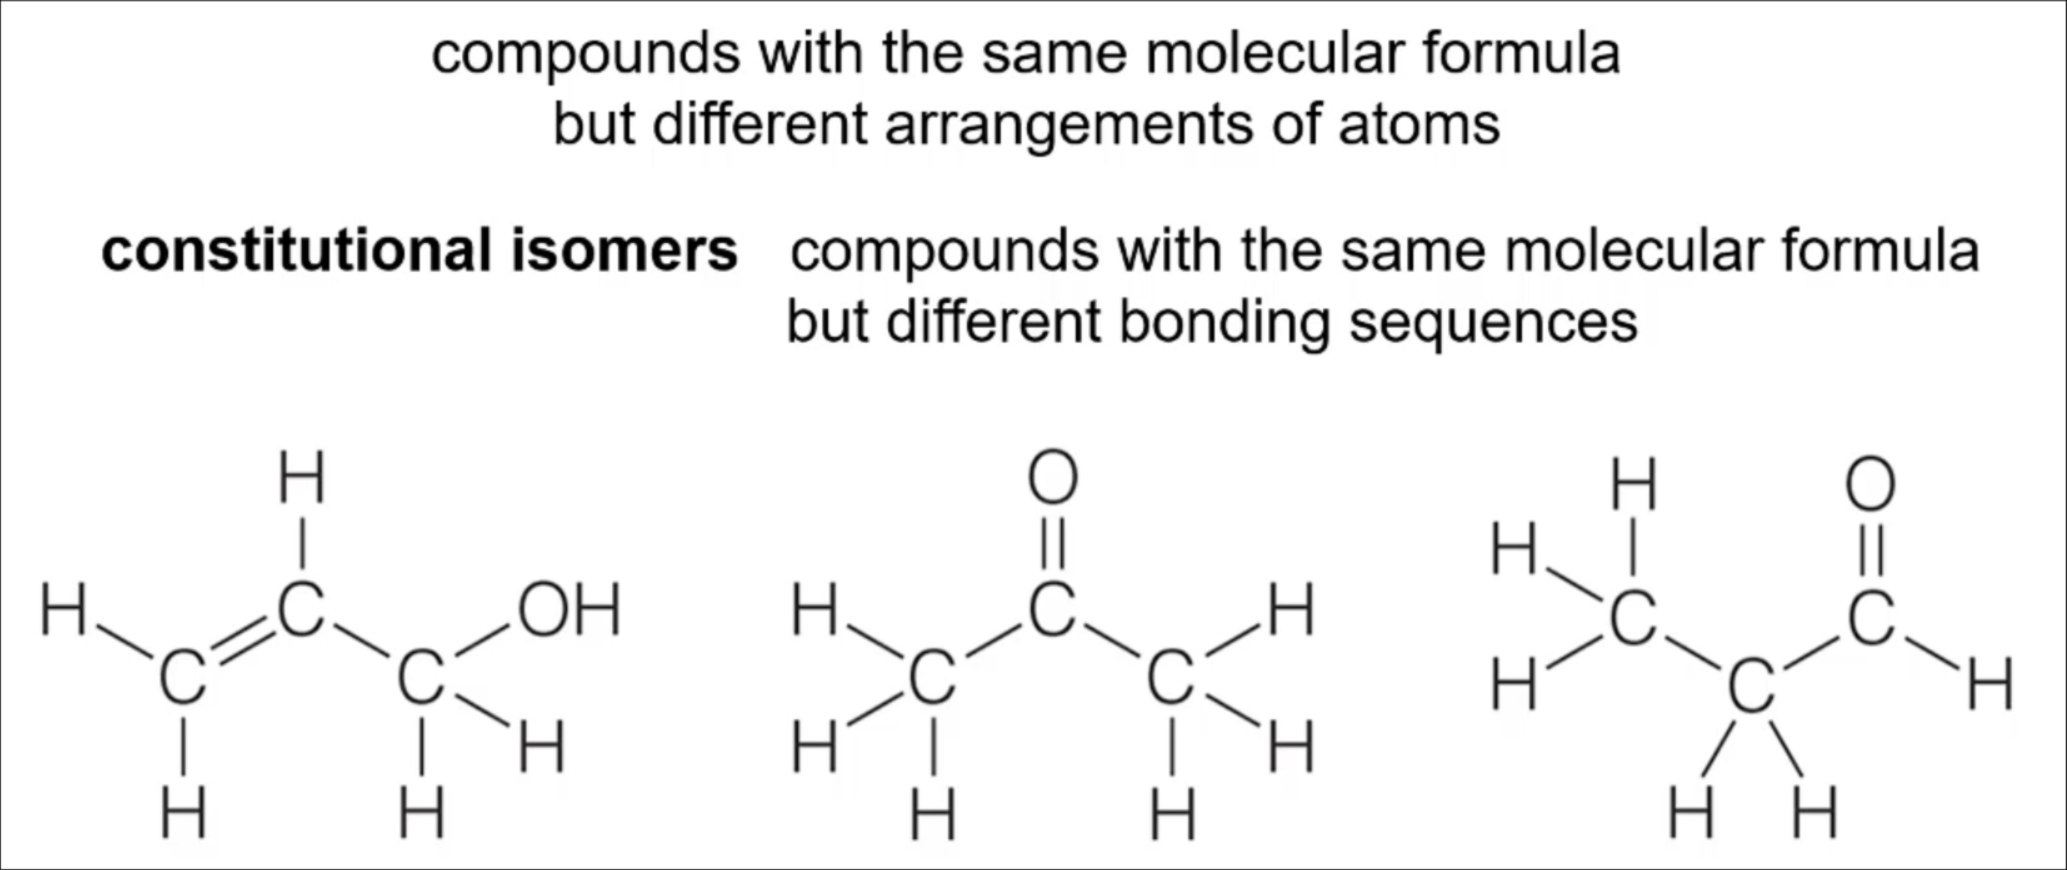 compounds with the same molecular formula
but different arrangements of atoms
constitutional isomers compounds with the same molecular formula
but different bonding sequences
H O H O
H
H C OH H C H C C
C C C C H C H
H H H
H H H H H H